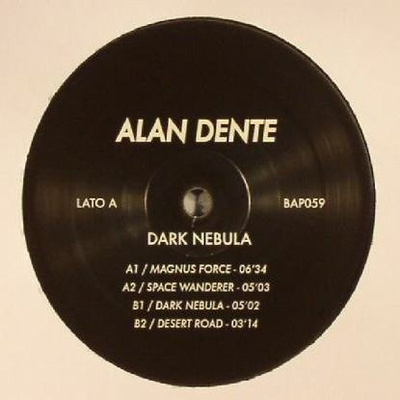 ALAN DENTE
LATO A BAP059
DARK NEBULA
A1 / MAGNUS FORCE - 06'34
A2 / SPACE WANDERER - 05'03
B1 / DARK NEBULA - 05'02
B2 / DESERT ROAD - 03'14